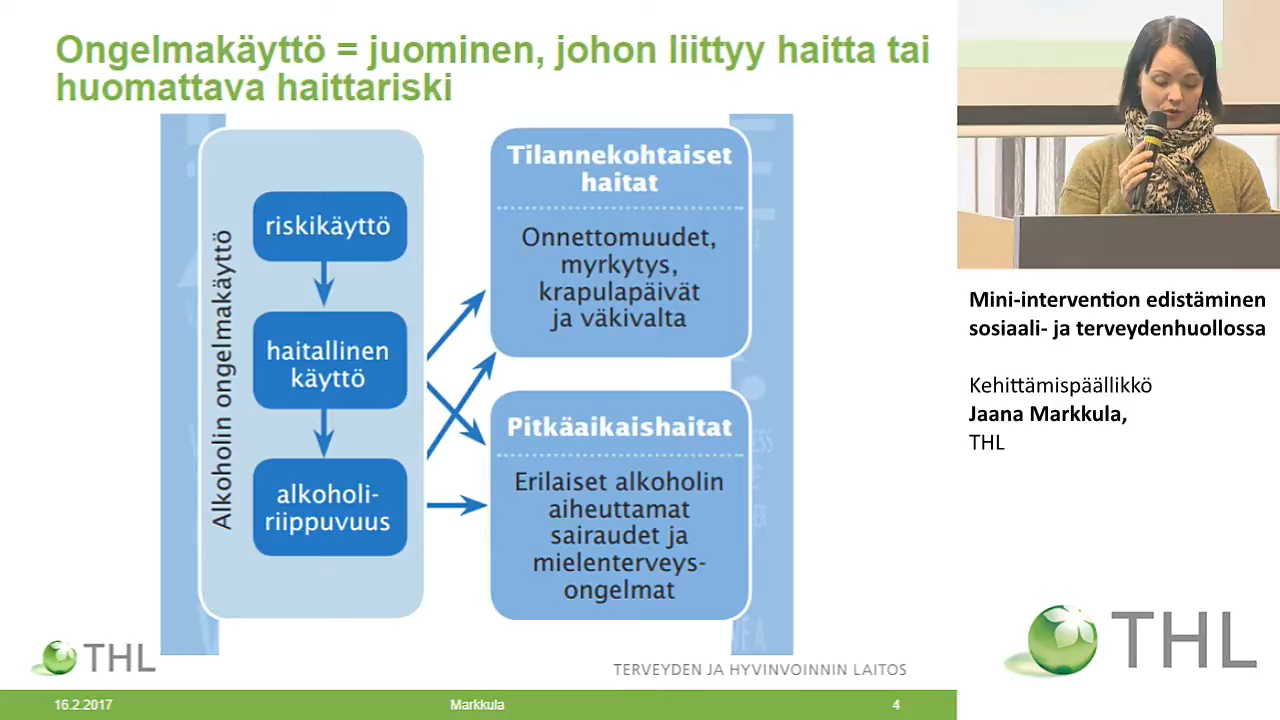 Ongelmakäyttö = juominen, johon liittyy haitta tai
huomattava haittariski
Alkoholin ongelmakäyttö
riskikäyttö
haitallinen
käyttö
alkoholi-
riippuvuus
Tilannekohtaiset
haitat
Onnettomuudet,
myrkytys,
krapulapäivät
ja väkivalta
Pitkäaikaishaitat
Erilaiset alkoholin
aiheuttamat
sairaudet ja
mielenterveys-
ongelmat
THL
TERVEYDEN JA HYVINVOINNIN LAITOS
16.2.2017
Markkula
4
Mini-intervention edistäminen
sosiaali- ja terveydenhuollossa
Kehittämispäällikkö
Jaana Markkula,
THL
THL